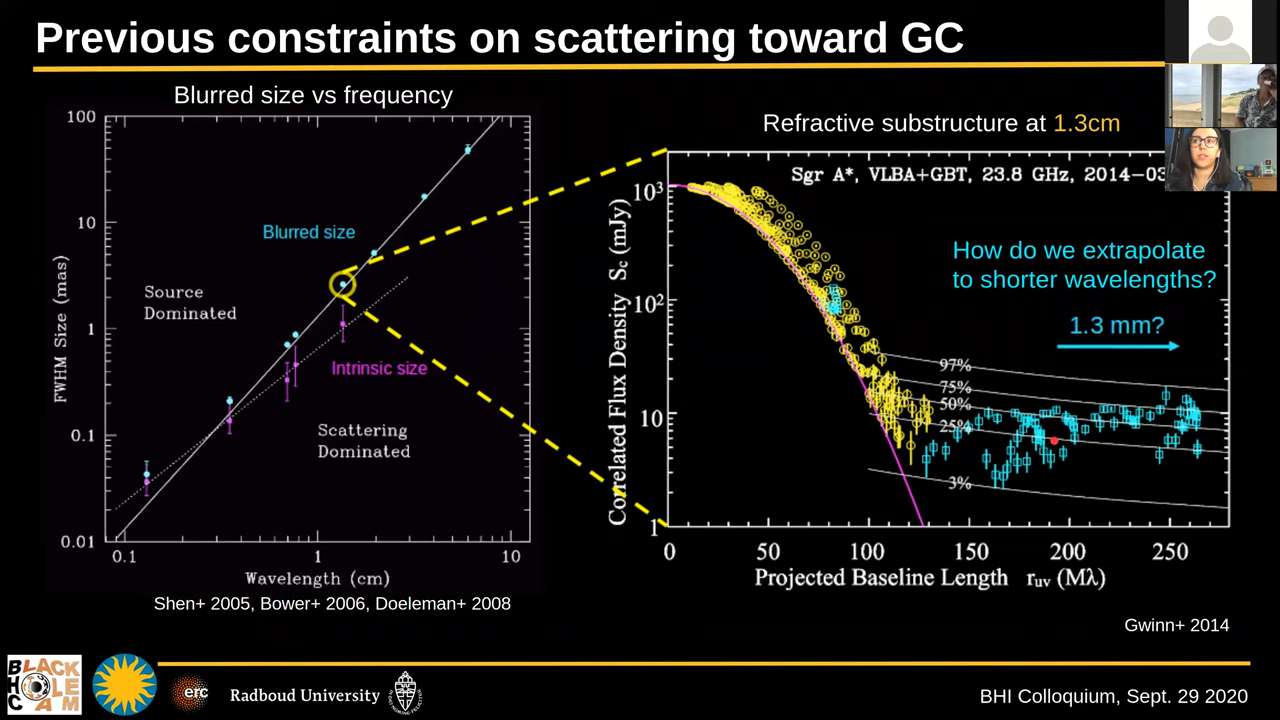 Previous constraints on scattering toward GC
Blurred size vs frequency
100
10
1
0.1
0.01
FWHM Size (mas)
Blurred size
Source
Dominated
Intrinsic size
Scattering
Dominated
0.1
1
10
Wavelength (cm)
Shen+ 2005, Bower+ 2006, Doeleman+ 2008
Refractive substructure at 1.3cm
Sgr A*, VLBA+GBT, 23.8 GHz, 2014-03
10³
10²
10
1
Correlated Flux Density Sc (mJy)
How do we extrapolate
to shorter wavelengths?
1.3 mm?
97%
75%
50%
25%
3%
0
50
100
150
200
250
Projected Baseline Length ruv (Mλ)
Gwinn+ 2014
BLACK
HOLE
CAM
erc
Radboud University
BHI Colloquium, Sept. 29 2020